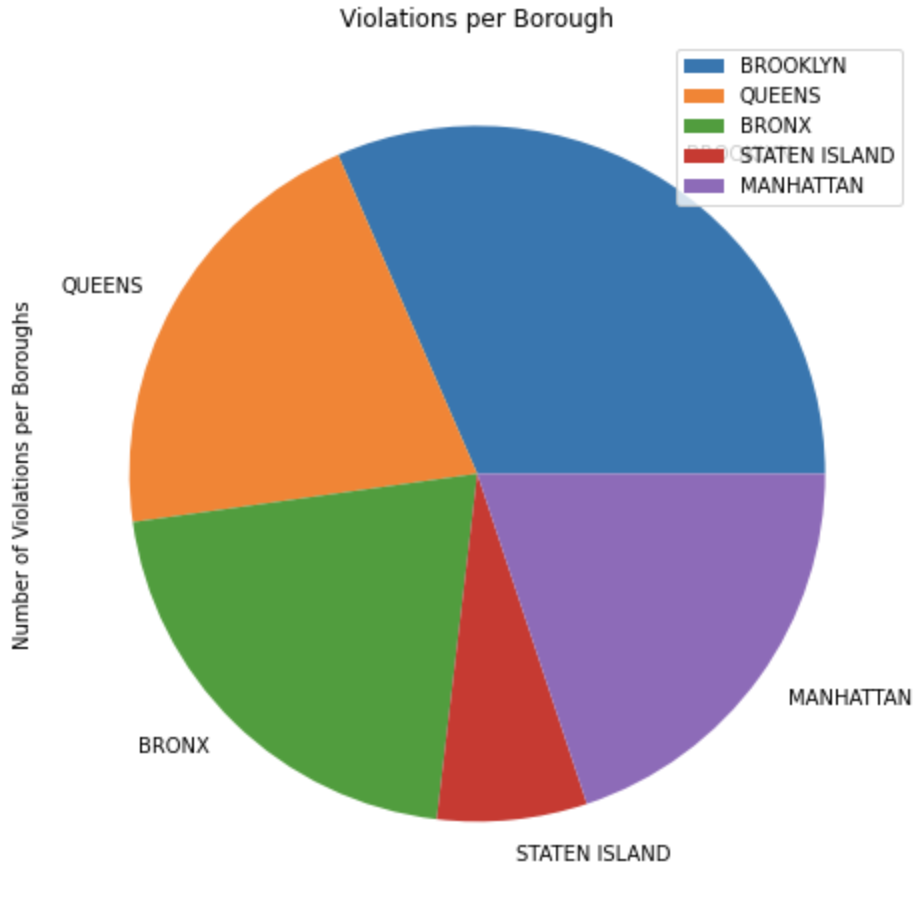 Violations per Borough
BROOKLYN
QUEENS
BRONX
STATEN ISLAND
MANHATTAN
BROOKLYN
QUEENS
Number of Violations per Boroughs
BRONX
MANHATTAN
STATEN ISLAND